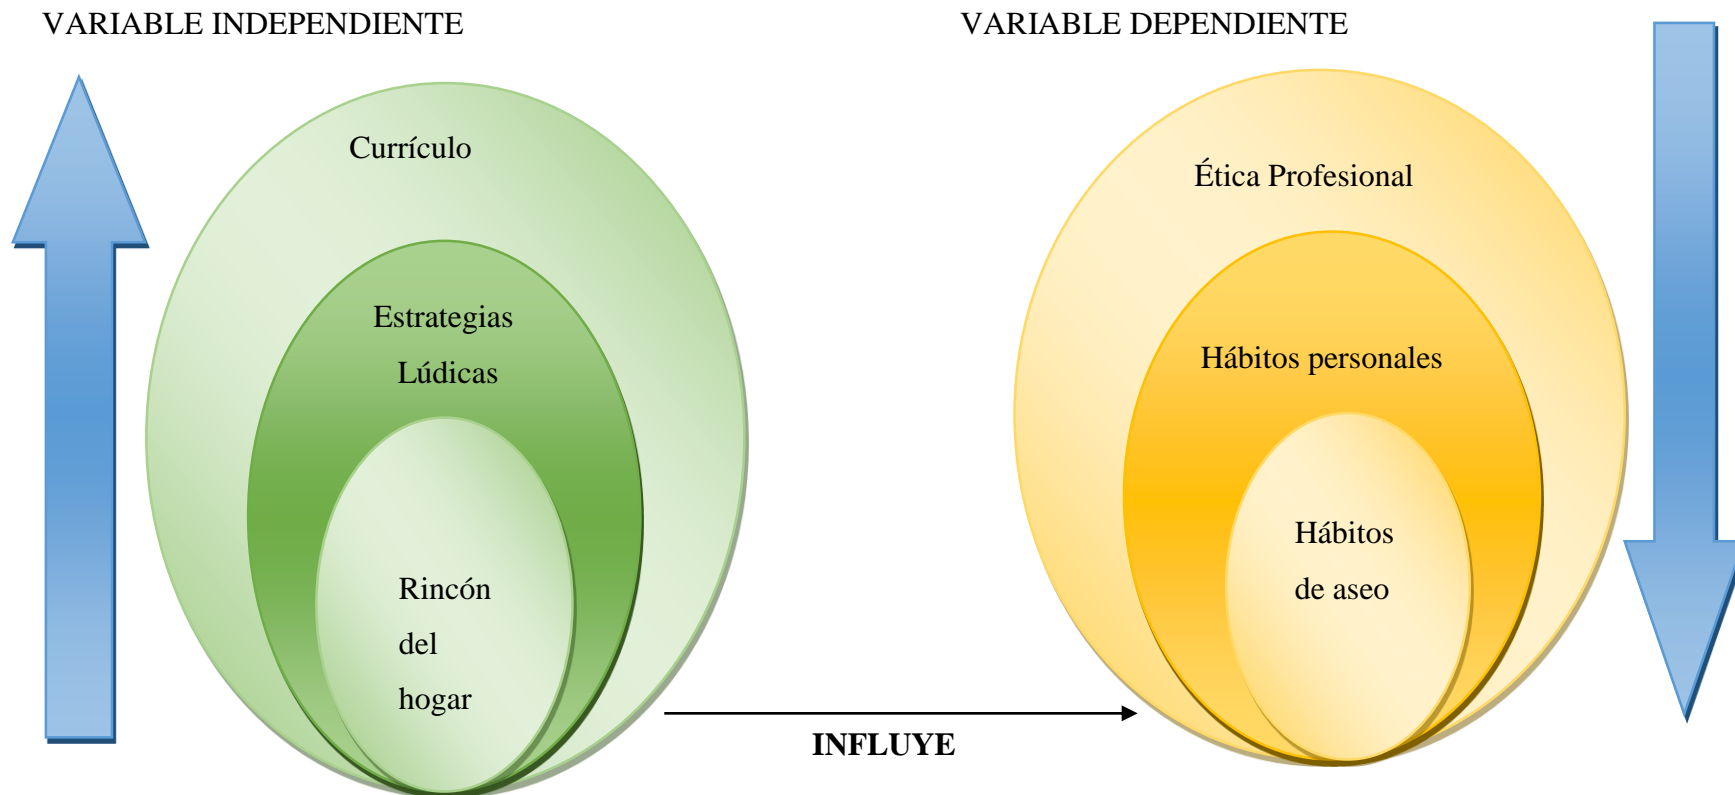 VARIABLE INDEPENDIENTE
Currículo
Estrategias
Lúdicas
Rincón
del
hogar
INFLUYE
VARIABLE DEPENDIENTE
Ética Profesional
Hábitos personales
Hábitos
de aseo